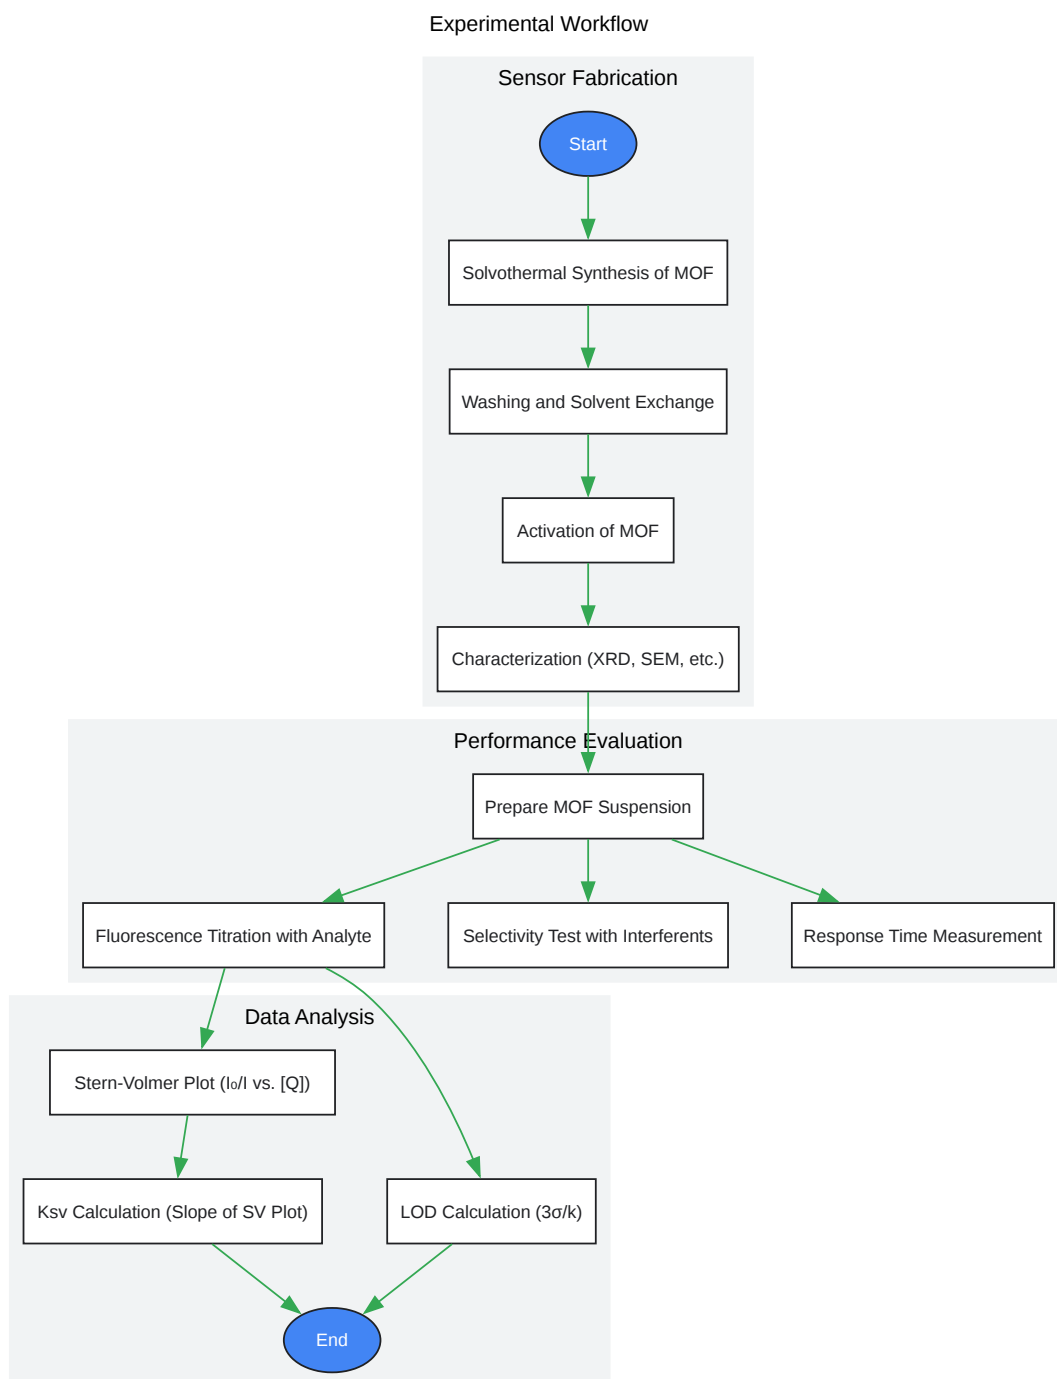 Experimental Workflow
Sensor Fabrication
Start
Solvothermal Synthesis of MOF
Washing and Solvent Exchange
Activation of MOF
Characterization (XRD, SEM, etc.)
Performance Evaluation
Prepare MOF Suspension
Fluorescence Titration with Analyte
Selectivity Test with Interferents
Response Time Measurement
Data Analysis
Stern-Volmer Plot (I₀/I vs. [Q])
Ksv Calculation (Slope of SV Plot)
LOD Calculation (3σ/k)
End